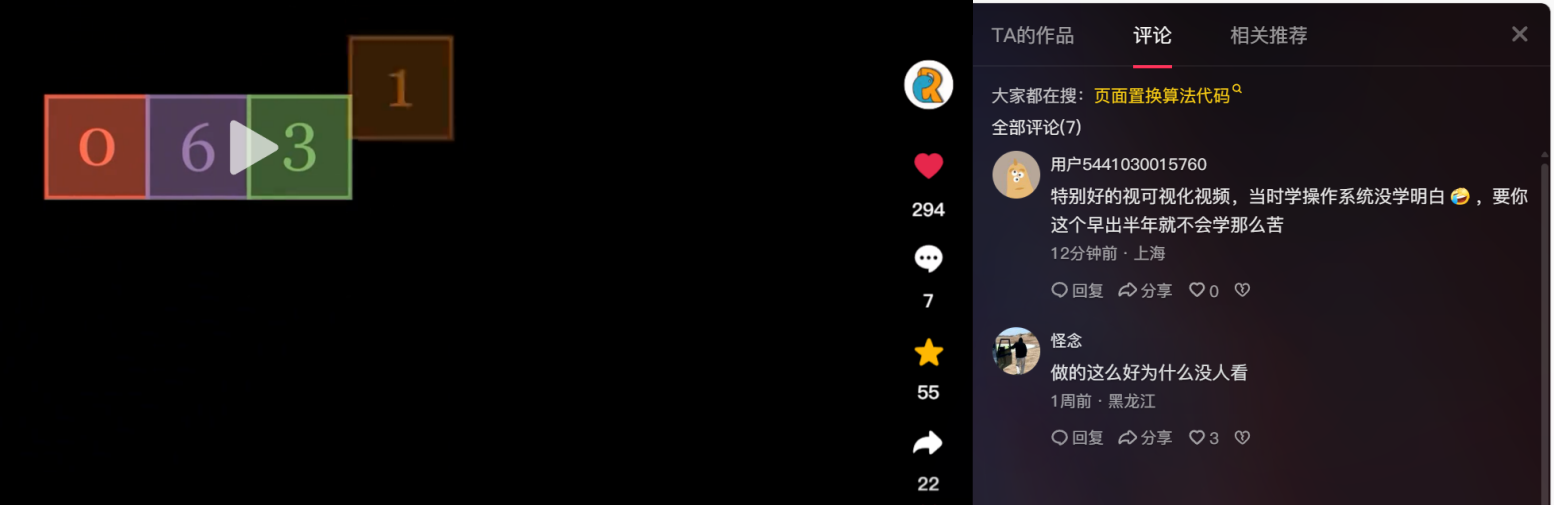 0 6 3 1
294
7
55
22
TA的作品 评论 相关推荐
大家都在搜：页面置换算法代码
全部评论(7)
用户5441030015760
特别好的视可视化视频，当时学操作系统没学明白🤣，要你
这个早出半年就不会学那么苦
12分钟前 · 上海
回复 分享 0
怪念
做的这么好为什么没人看
1周前 · 黑龙江
回复 分享 3